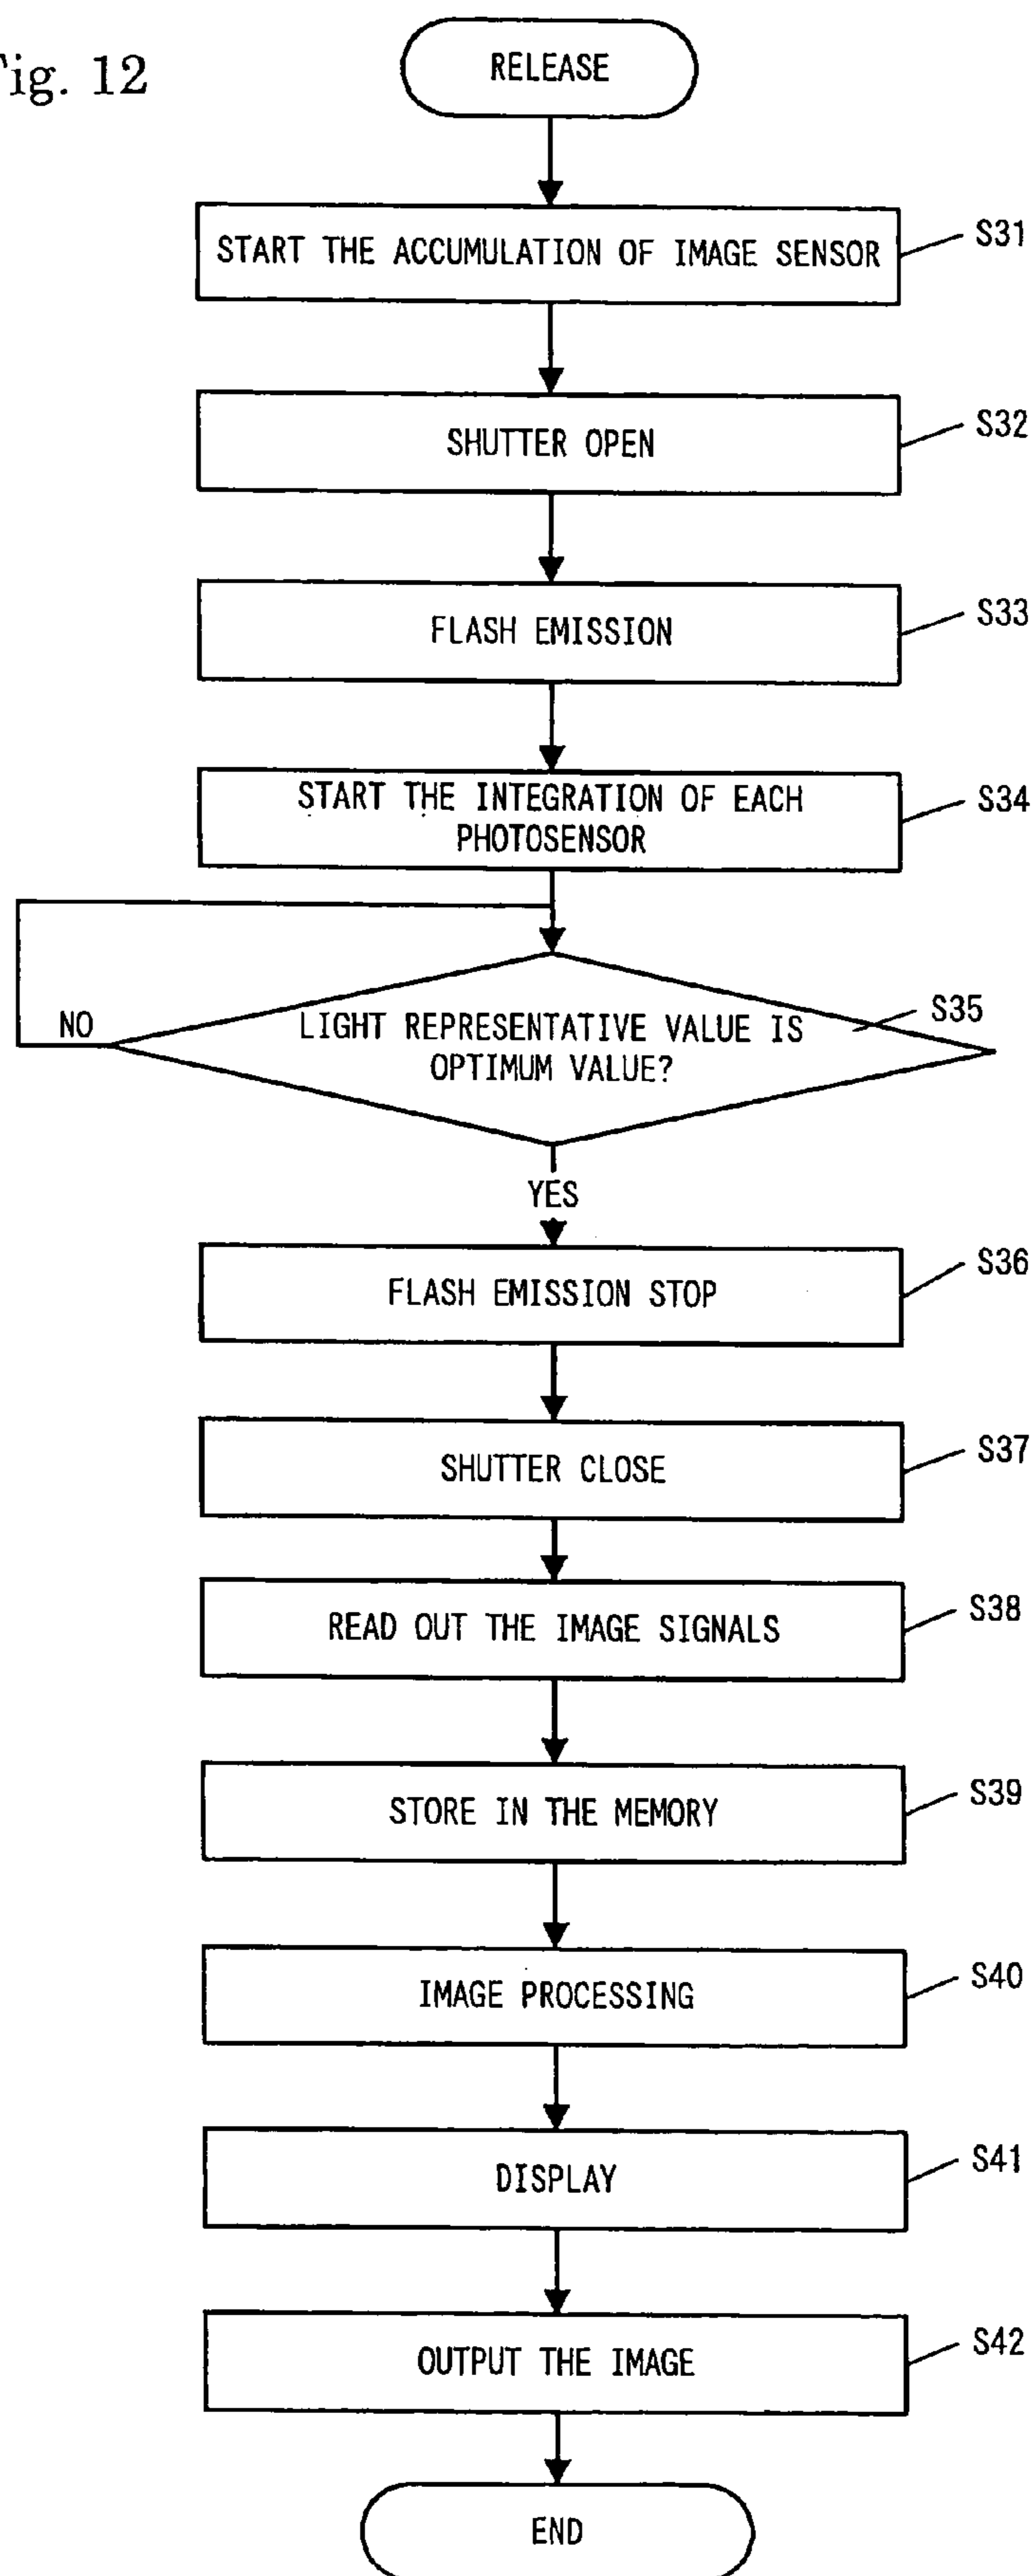 Fig. 12
RELEASE
START THE ACCUMULATION OF IMAGE SENSOR
S31
SHUTTER OPEN
S32
FLASH EMISSION
S33
START THE INTEGRATION OF EACH
PHOTOSENSOR
S34
LIGHT REPRESENTATIVE VALUE IS
OPTIMUM VALUE?
S35
NO
YES
FLASH EMISSION STOP
S36
SHUTTER CLOSE
S37
READ OUT THE IMAGE SIGNALS
S38
STORE IN THE MEMORY
S39
IMAGE PROCESSING
S40
DISPLAY
S41
OUTPUT THE IMAGE
S42
END